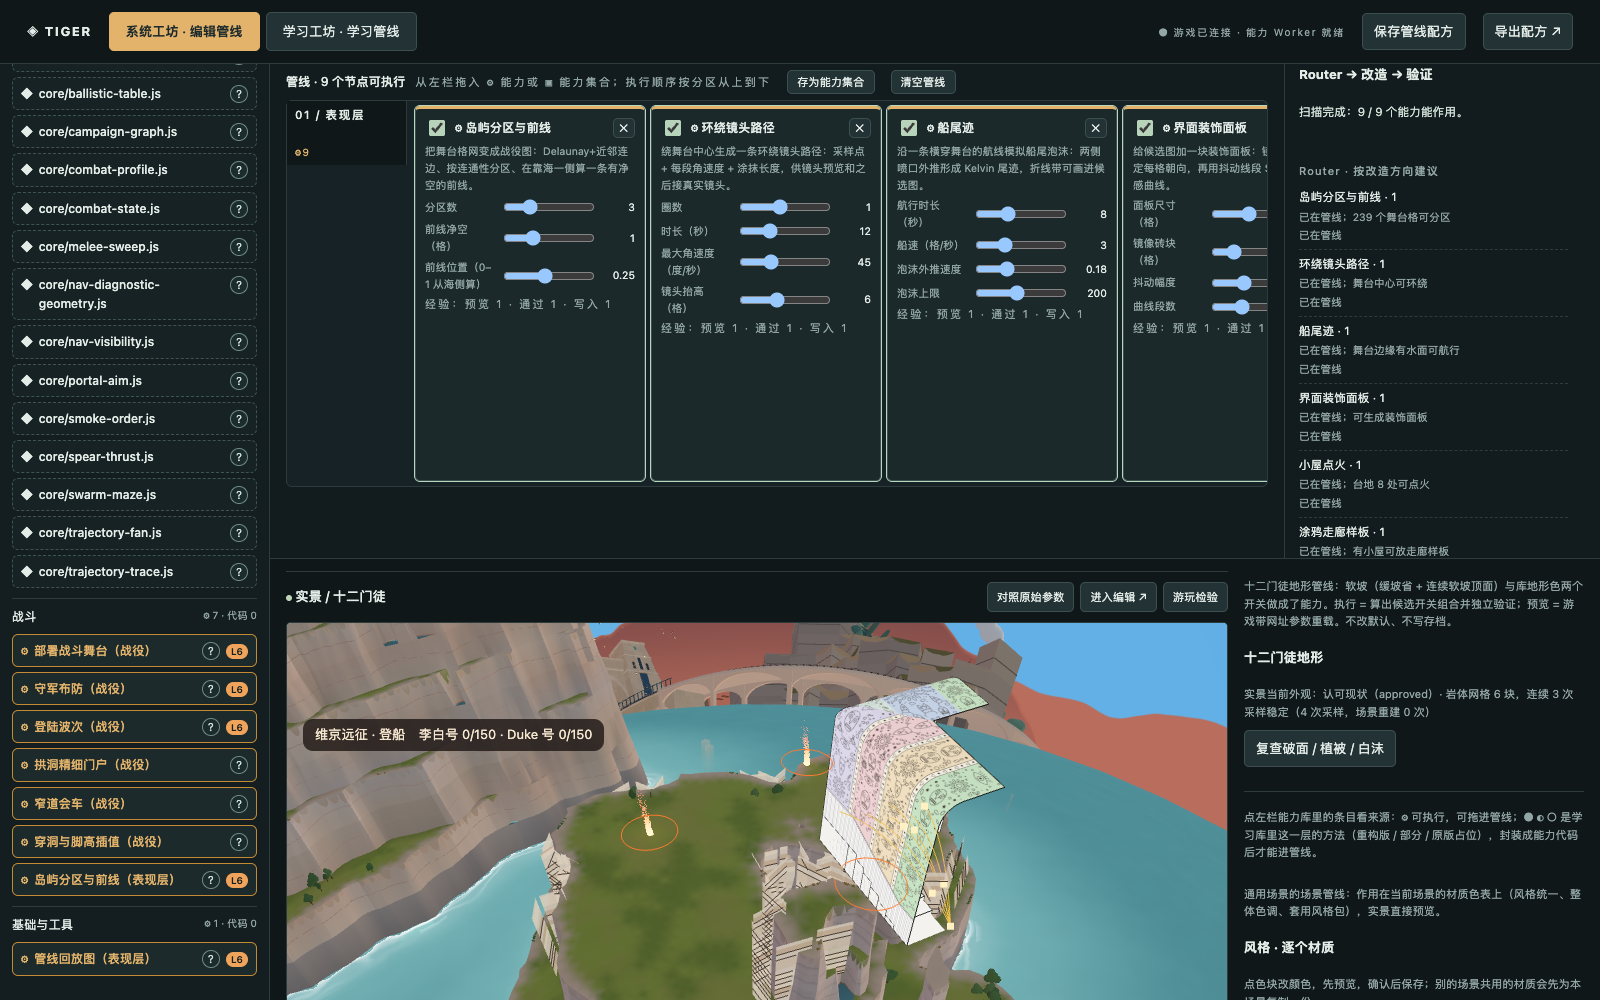 ◈ TIGER
系统工坊 · 编辑管线
学习工坊 · 学习管线
游戏已连接 · 能力 Worker 就绪
保存管线配方
导出配方 ↗
core/ballistic-table.js ?
core/campaign-graph.js ?
core/combat-profile.js ?
core/combat-state.js ?
core/melee-sweep.js ?
core/nav-diagnostic-
geometry.js ?
core/nav-visibility.js ?
core/portal-aim.js ?
core/smoke-order.js ?
core/spear-thrust.js ?
core/swarm-maze.js ?
core/trajectory-fan.js ?
core/trajectory-trace.js ?
战斗 ⚙ 7 · 代码 0
⚙ 部署战斗舞台（战役） ? L6
⚙ 守军布防（战役） ? L6
⚙ 登陆波次（战役） ? L6
⚙ 拱洞精细门户（战役） ?
⚙ 窄道会车（战役） ?
⚙ 穿洞与脚高插值（战役） ?
⚙ 岛屿分区与前线（表现层） ? L6
基础与工具 ⚙ 1 · 代码 0
⚙ 管线回放图（表现层） ? L6
管线 · 9 个节点可执行
从左栏拖入 ⚙ 能力或 ▣ 能力集合；执行顺序按分区从上到下
存为能力集合
清空管线
01 / 表现层
⚙9
⚙ 岛屿分区与前线
把舞台格网变成战役图：Delaunay+近邻连
边、按连通性分区、在靠海一侧算一条有净
空的前线。
分区数 3
前线净空
（格） 1
前线位置（0–
1 从海侧算） 0.25
经验： 预览 1 · 通过 1 · 写入 1
⚙ 环绕镜头路径
绕舞台中心生成一条环绕镜头路径：采样点
+ 每段角速度 + 涂抹长度，供镜头预览和之
后接真实镜头。
圈数 1
时长（秒） 12
最大角速度
（度/秒） 45
镜头抬高
（格） 6
经验： 预览 1 · 通过 1 · 写入 1
⚙ 船尾迹
沿一条横穿舞台的航线模拟船尾泡沫：两侧
喷口外推形成 Kelvin 尾迹，折线带可画进候
选图。
航行时长
（秒） 8
船速（格/秒） 3
泡沫外推速度 0.18
泡沫上限 200
经验： 预览 1 · 通过 1 · 写入 1
⚙ 界面装饰面板
给候选图加一块装饰面板：
定每格朝向，再用抖动线段
感曲线。
面板尺寸
（格）
镜像砖块
（格）
抖动幅度
曲线段数
经验： 预览 1 · 通过 1
Router → 改造 → 验证
扫描完成：9 / 9 个能力能作用。
Router · 按改造方向建议
岛屿分区与前线 · 1
已在管线；239 个舞台格可分区
已在管线
环绕镜头路径 · 1
已在管线；舞台中心可环绕
已在管线
船尾迹 · 1
已在管线；舞台边缘有水面可航行
已在管线
界面装饰面板 · 1
已在管线；可生成装饰面板
已在管线
小屋点火 · 1
已在管线；台地 8 处可点火
已在管线
涂鸦走廊样板 · 1
已在管线；有小屋可放走廊样板
实景 / 十二门徒
对照原始参数
进入编辑 ↗
游玩检验
维京远征 · 登船 李白号 0/150 · Duke 号 0/150
十二门徒地形管线：软坡（缓坡省 + 连续软坡顶面）与库地形色两个
开关做成了能力。执行 = 算出候选开关组合并独立验证；预览 = 游
戏带网址参数重载。不改默认、不写存档。
十二门徒地形
实景当前外观：认可现状（approved）· 岩体网格 6 块，连续 3 次
采样稳定（4 次采样，场景重建 0 次）
复查破面 / 植被 / 白沫
点左栏能力库里的条目看来源：⚙ 可执行，可拖进管线；● ◐ ○ 是学
习库里这一层的方法（重构版 / 部分 / 原版占位），封装成能力代码
后才能进管线。
通用场景的场景管线：作用在当前场景的材质色表上（风格统一、整
体色调、套用风格包），实景直接预览。
风格 · 逐个材质
点色块改颜色，先预览，确认后保存；别的场景共用的材质会先为本